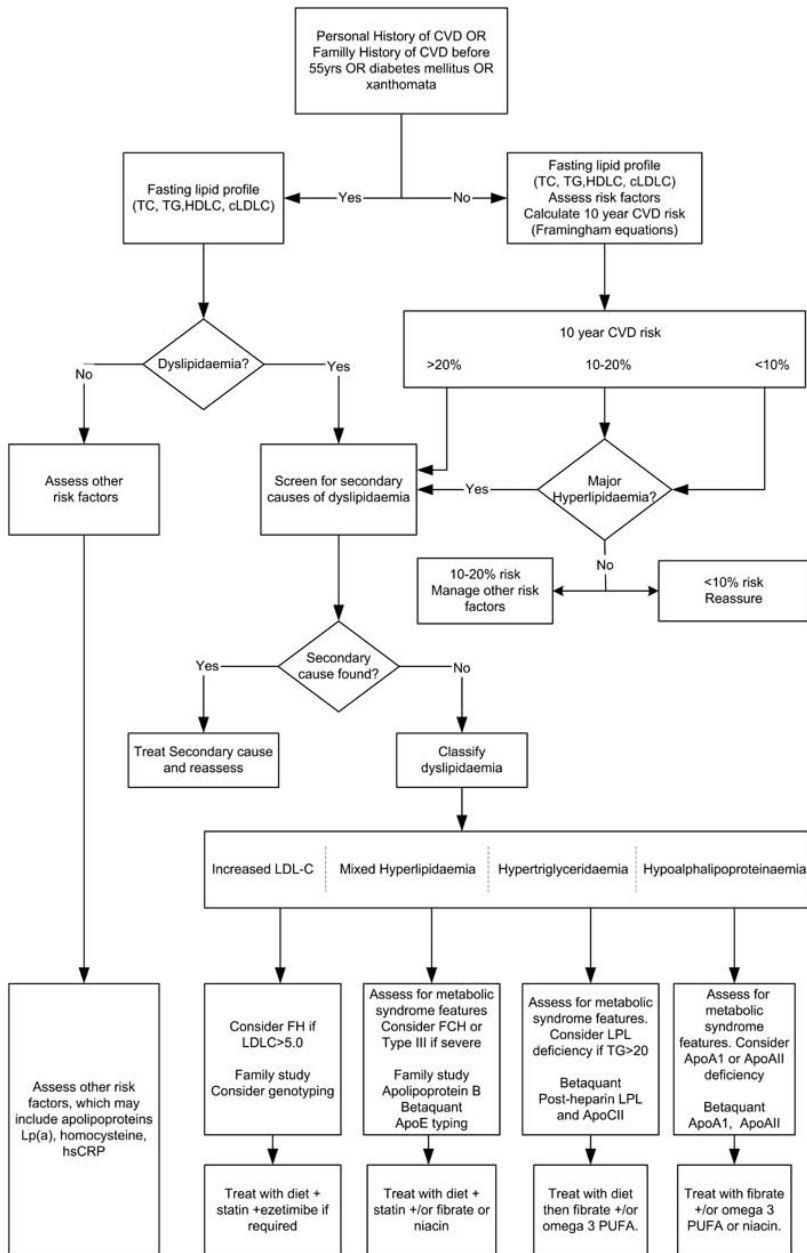 Personal History of CVD OR
Familly History of CVD before
55yrs OR diabetes mellitus OR
xanthomata
Fasting lipid profile
(TC, TG,HDLC, cLDLC)
Yes
No
Fasting lipid profile
(TC, TG,HDLC, cLDLC)
Assess risk factors
Calculate 10 year CVD risk
(Framingham equations)
Dyslipidaemia?
No
Yes
10 year CVD risk
>20%
10-20%
<10%
Assess other
risk factors
Screen for secondary
causes of dyslipidaemia
Yes
Major
Hyperlipidaemia?
No
10-20% risk
Manage other risk
factors
<10% risk
Reassure
Yes
Secondary
cause found?
No
Treat Secondary cause
and reassess
Classify
dyslipidaemia
Increased LDL-C
Mixed Hyperlipidaemia
Hypertriglyceridaemia
Hypoalphalipoproteinaemia
Assess other risk
factors, which may
include apolipoproteins
Lp(a), homocysteine,
hsCRP
Consider FH if
LDLC>5.0
Family study
Consider genotyping
Assess for metabolic
syndrome features
Consider FCH or
Type III if severe
Family study
Apolipoprotein B
Betaquant
ApoE typing
Assess for metabolic
syndrome features.
Consider LPL
deficiency if TG>20
Betaquant
Post-heparin LPL
and ApoCII
Assess for
metabolic
syndrome
features. Consider
ApoA1 or ApoAII
deficiency
Betaquant
ApoA1, ApoAII
Treat with diet +
statin +ezetimibe if
required
Treat with diet +
statin +/or fibrate or
niacin
Treat with diet
then fibrate +/or
omega 3 PUFA.
Treat with fibrate
+/or omega 3
PUFA or niacin.